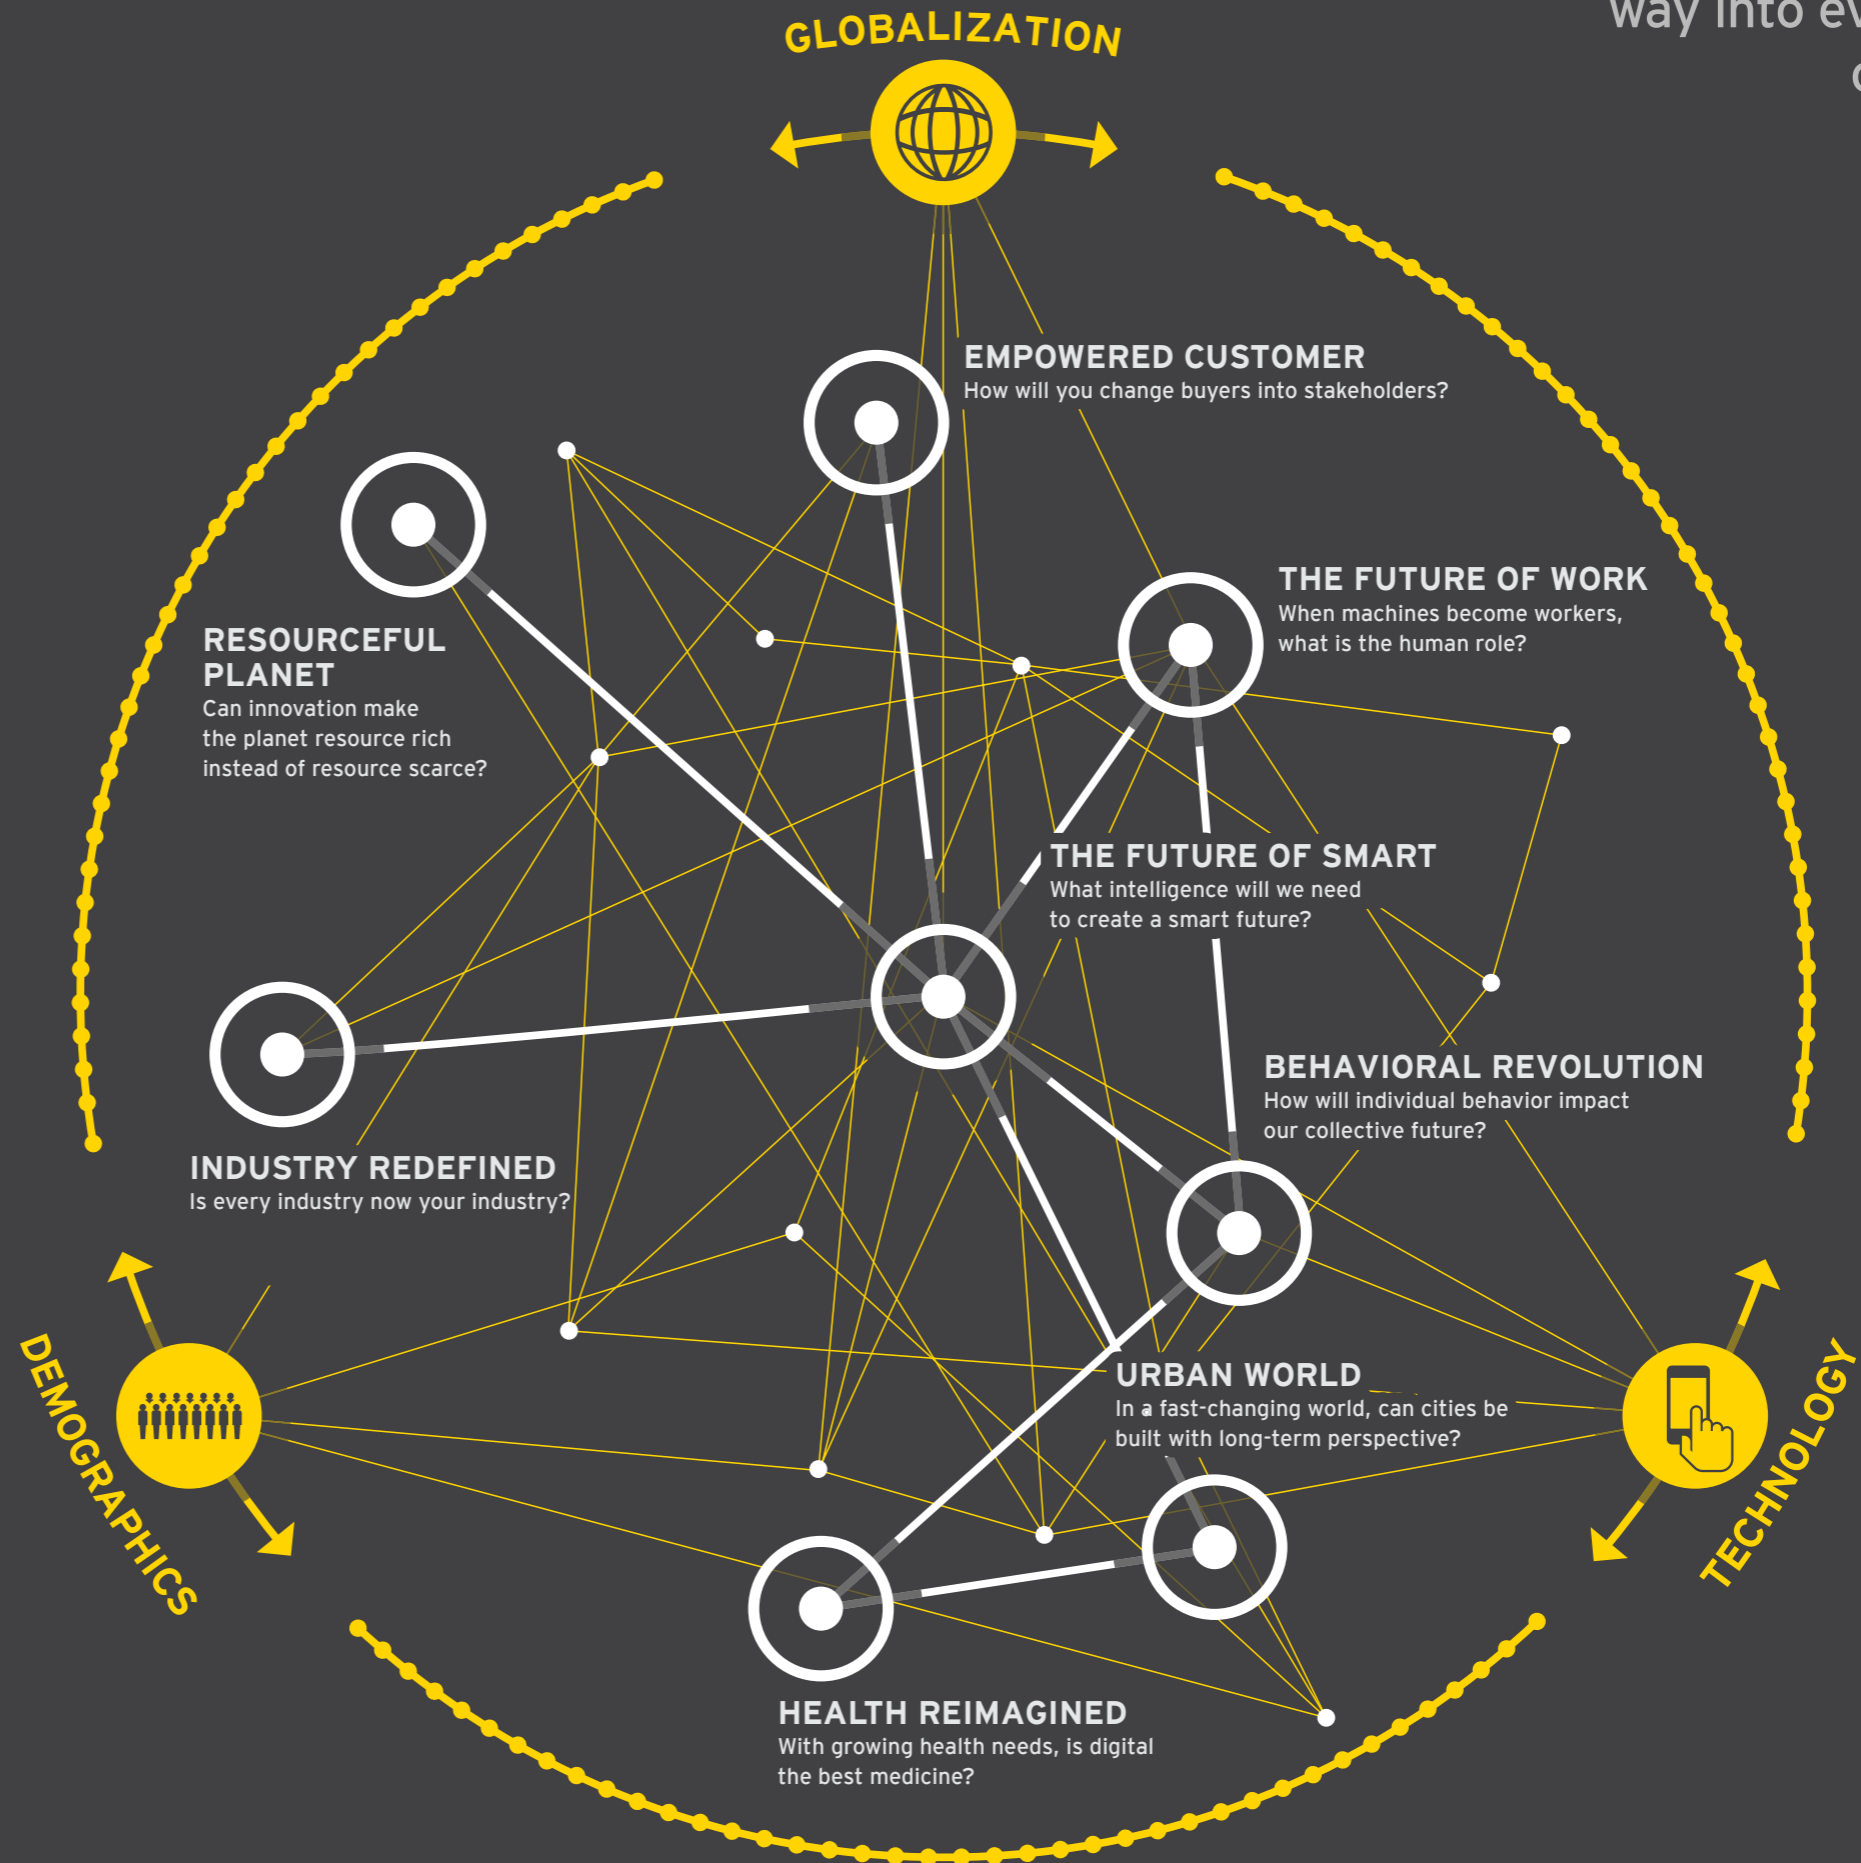 way into
GLOBALIZATION
EMPOWERED CUSTOMER
How will you change buyers into stakeholders?
THE FUTURE OF WORK
When machines become workers,
what is the human role?
RESOURCEFUL
PLANET
Can innovation make
the planet resource rich
instead of resource scarce?
THE FUTURE OF SMART
What intelligence will we need
to create a smart future?
BEHAVIORAL REVOLUTION
How will individual behavior impact
our collective future?
INDUSTRY REDEFINED
Is every industry now your industry?
DEMOGRAPHICS
TECHNOLOGY
URBAN WORLD
In a fast-changing world, can cities be
built with long-term perspective?
HEALTH REIMAGINED
With growing health needs, is digital
the best medicine?